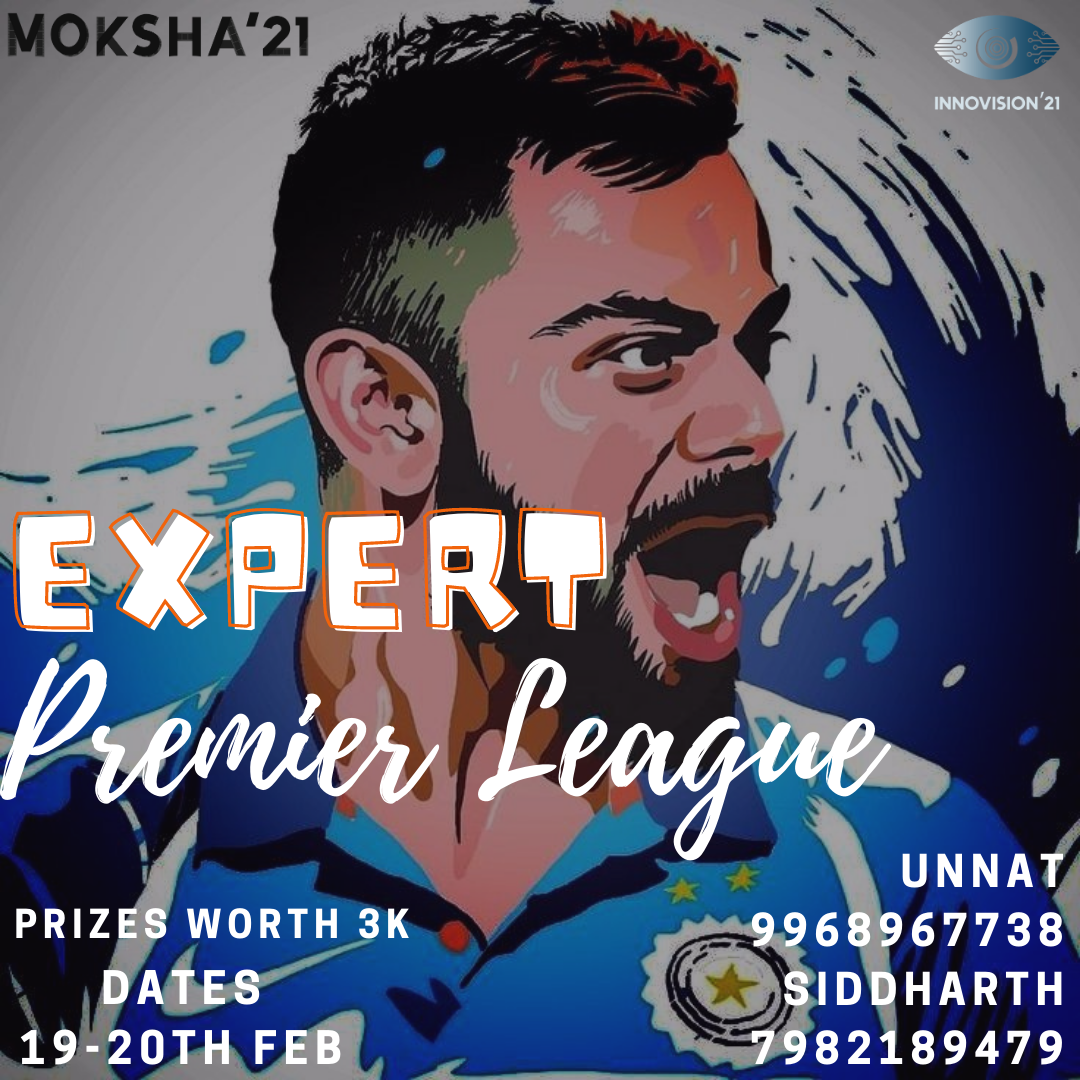 MOKSHA'21
INNOVISION'21
EXPERT
Premier League
PRIZES WORTH 3K
DATES
19-20TH FEB
UNNAT
9968967738
SIDDHARTH
7982189479